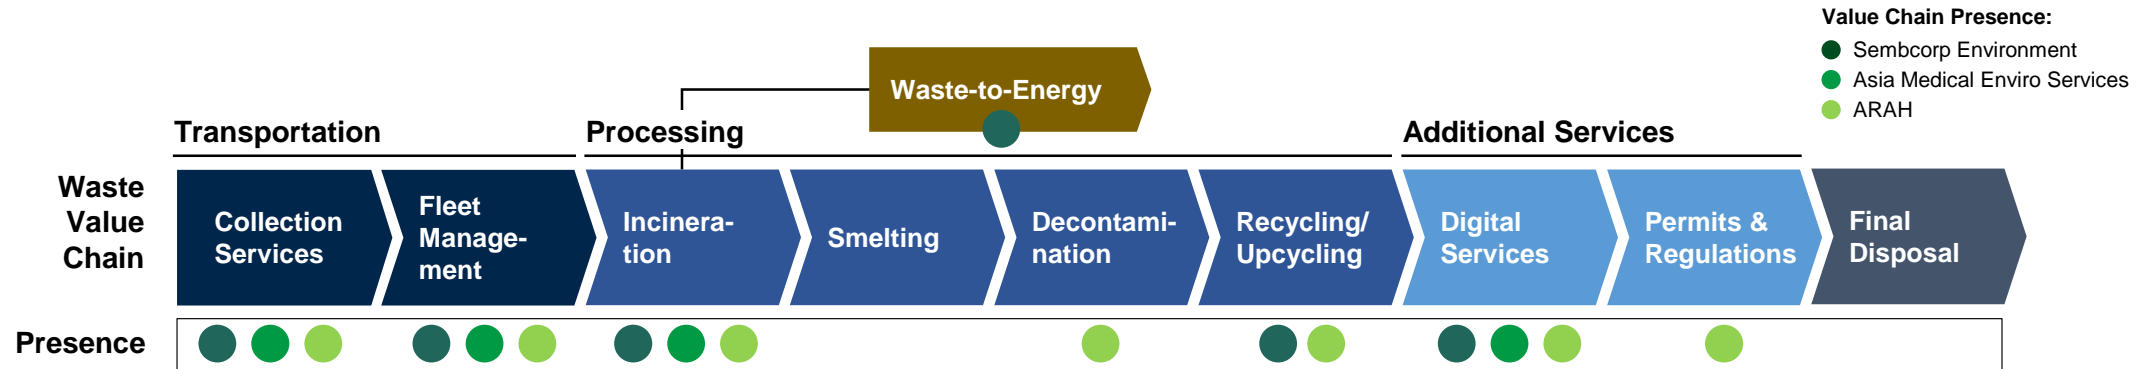 Value Chain Presence:
Sembcorp Environment
Asia Medical Enviro Services
ARAH
Waste-to-Energy
Transportation
Processing
Additional Services
Waste
Value
Chain
Collection
Services
Fleet
Manage-
ment
Incinera-
tion
Smelting
Decontami-
nation
Recycling/
Upcycling
Digital
Services
Permits &
Regulations
Final
Disposal
Presence